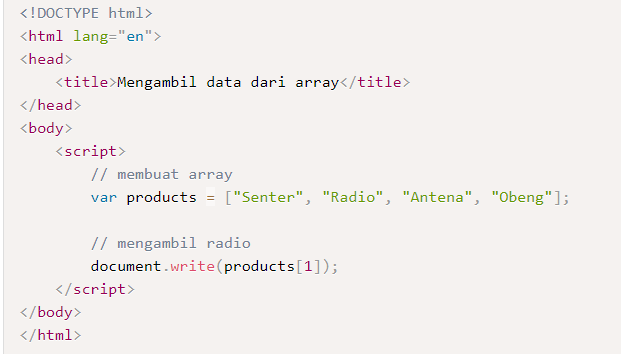 <!DOCTYPE html>
<html lang="en">
<head>
    <title>Mengambil data dari array</title>
</head>
<body>
    <script>
        // membuat array
        var products = ["Senter", "Radio", "Antena", "Obeng"];

        // mengambil radio
        document.write(products[1]);
    </script>
</body>
</html>